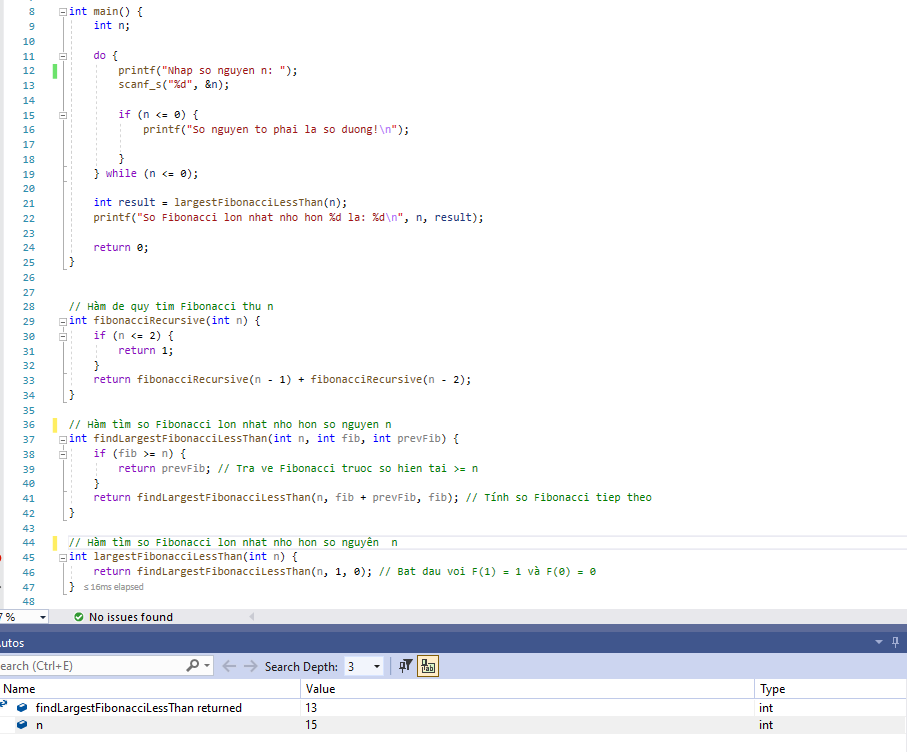 8 int main() {
9 int n;
10
11 do {
12 printf("Nhap so nguyen n: ");
13 scanf_s("%d", &n);
14
15 if (n <= 0) {
16 printf("So nguyen to phai la so duong!\n");
17
18 }
19 } while (n <= 0);
20
21 int result = largestFibonacciLessThan(n);
22 printf("So Fibonacci lon nhat nho hon %d la: %d\n", n, result);
23
24 return 0;
25 }
26
27
28 // Hàm de quy tim Fibonacci thu n
29 int fibonacciRecursive(int n) {
30 if (n <= 2) {
31 return 1;
32 }
33 return fibonacciRecursive(n - 1) + fibonacciRecursive(n - 2);
34 }
35
36 // Hàm tìm so Fibonacci lon nhat nho hon so nguyen n
37 int findLargestFibonacciLessThan(int n, int fib, int prevFib) {
38 if (fib >= n) {
39 return prevFib; // Tra ve Fibonacci truoc so hien tai >= n
40 }
41 return findLargestFibonacciLessThan(n, fib + prevFib, fib); // Tính so Fibonacci tiep theo
42 }
43
44 // Hàm tìm so Fibonacci lon nhat nho hon so nguyên  n
45 int largestFibonacciLessThan(int n) {
46 return findLargestFibonacciLessThan(n, 1, 0); // Bat dau voi F(1) = 1 và F(0) = 0
47 } ≤ 16ms elapsed
48
% No issues found
utos
earch (Ctrl+E) Search Depth: 3
Name Value Type
findLargestFibonacciLessThan returned 13 int
n 15 int